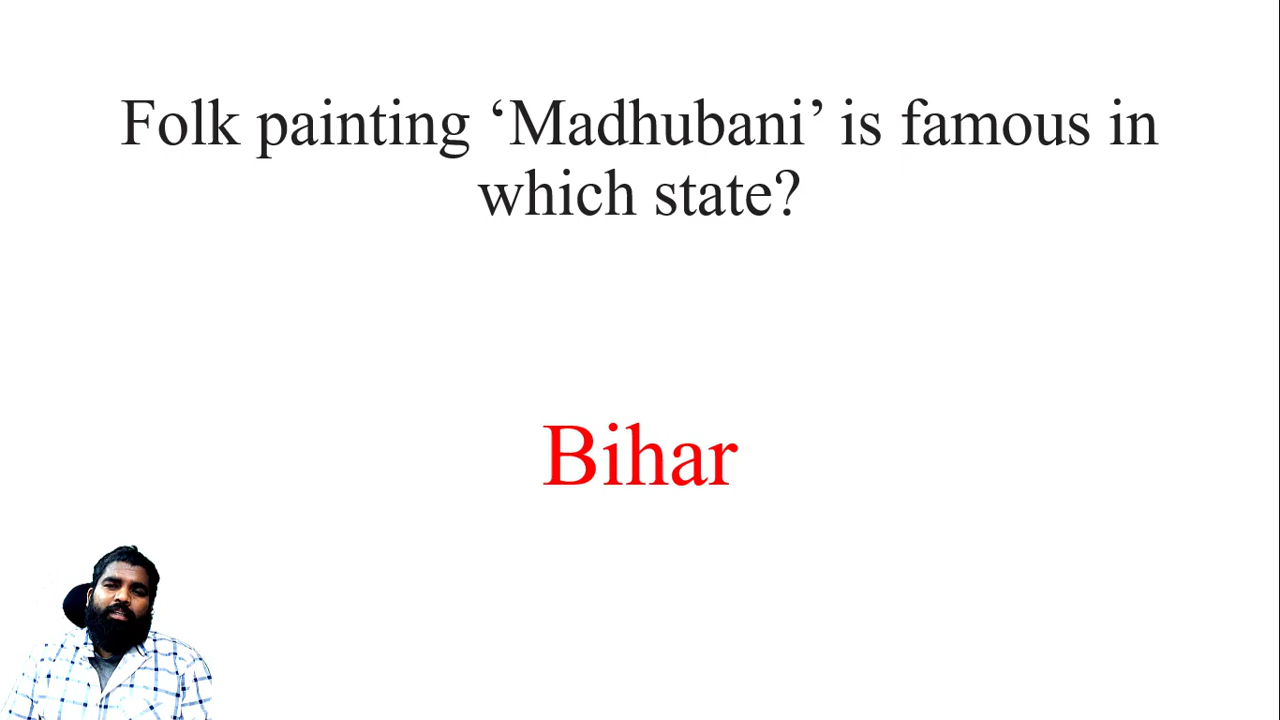 Folk painting ‘Madhubani’ is famous in
which state?
Bihar